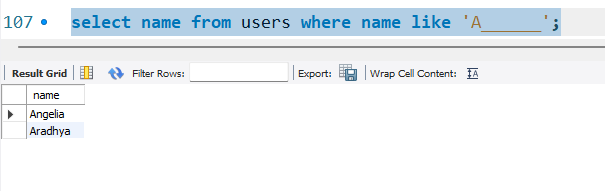 107 select name from users where name like 'A______';
Result Grid Filter Rows: Export: Wrap Cell Content: IA
name
Angelia
Aradhya